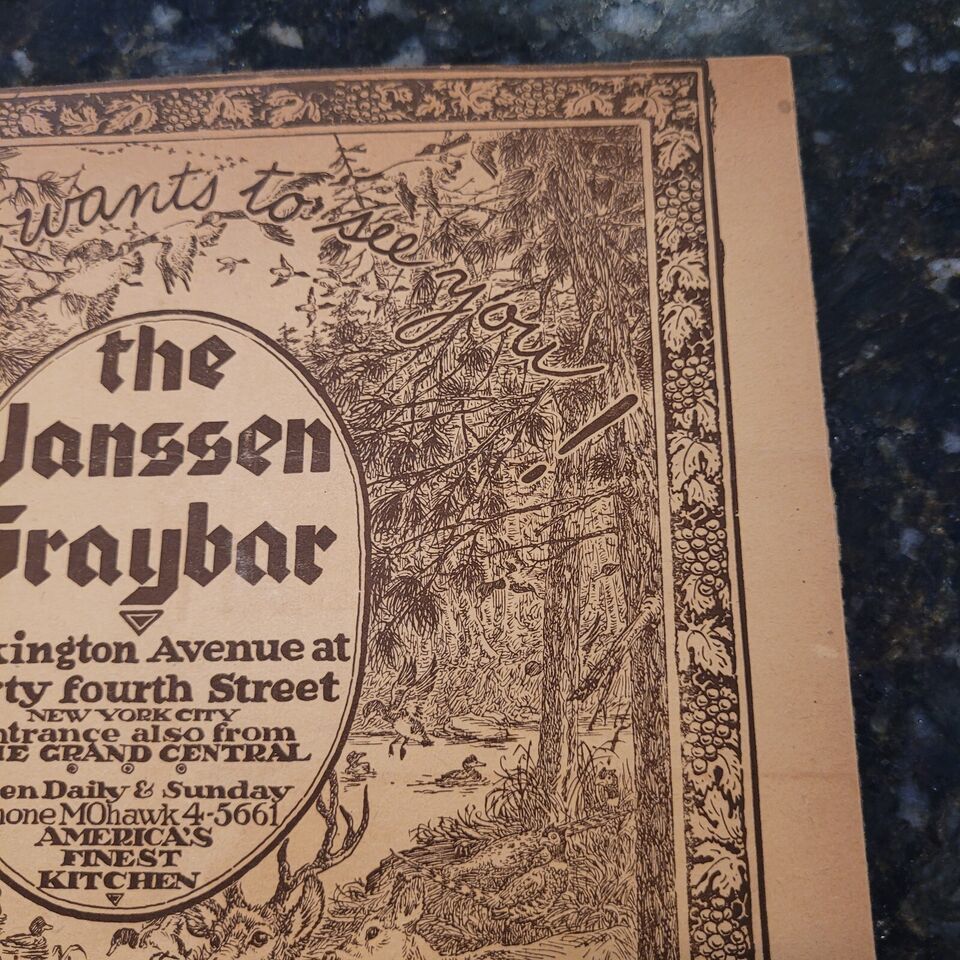 wants to see you!
the
Janssen
Graybar
xington Avenue at
rty fourth Street
NEW YORK CITY
ntrance also from
HE GRAND CENTRAL
en Daily & Sunday
hone MOhawk 4-5661
AMERICA'S
FINEST
KITCHEN